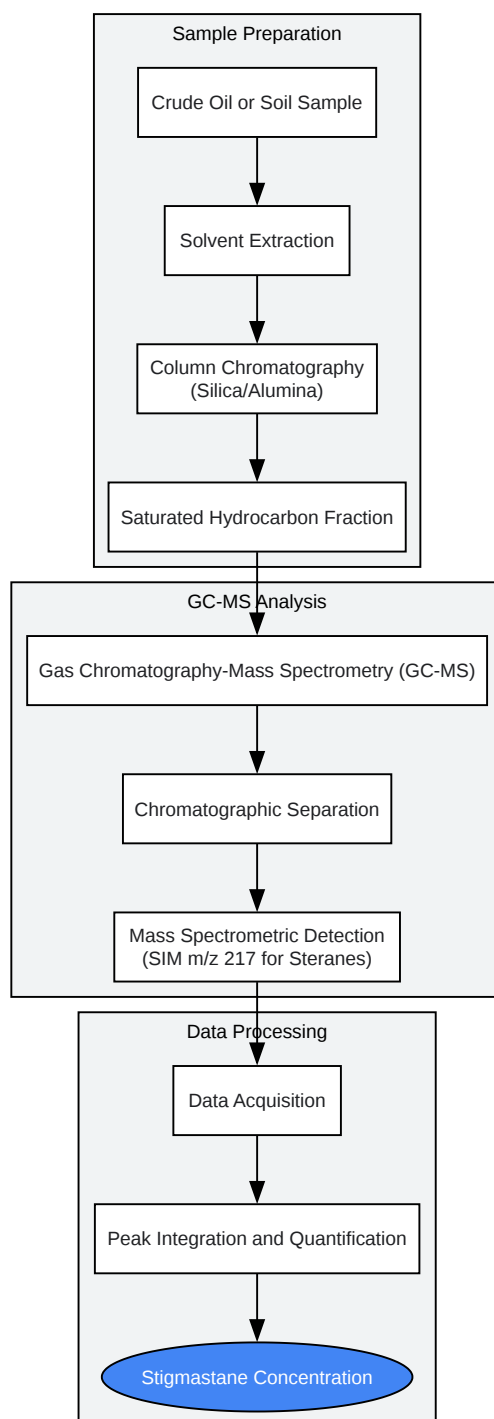 Sample Preparation
Crude Oil or Soil Sample
Solvent Extraction
Column Chromatography
(Silica/Alumina)
Saturated Hydrocarbon Fraction
GC-MS Analysis
Gas Chromatography-Mass Spectrometry (GC-MS)
Chromatographic Separation
Mass Spectrometric Detection
(SIM m/z 217 for Steranes)
Data Processing
Data Acquisition
Peak Integration and Quantification
Stigmastane Concentration